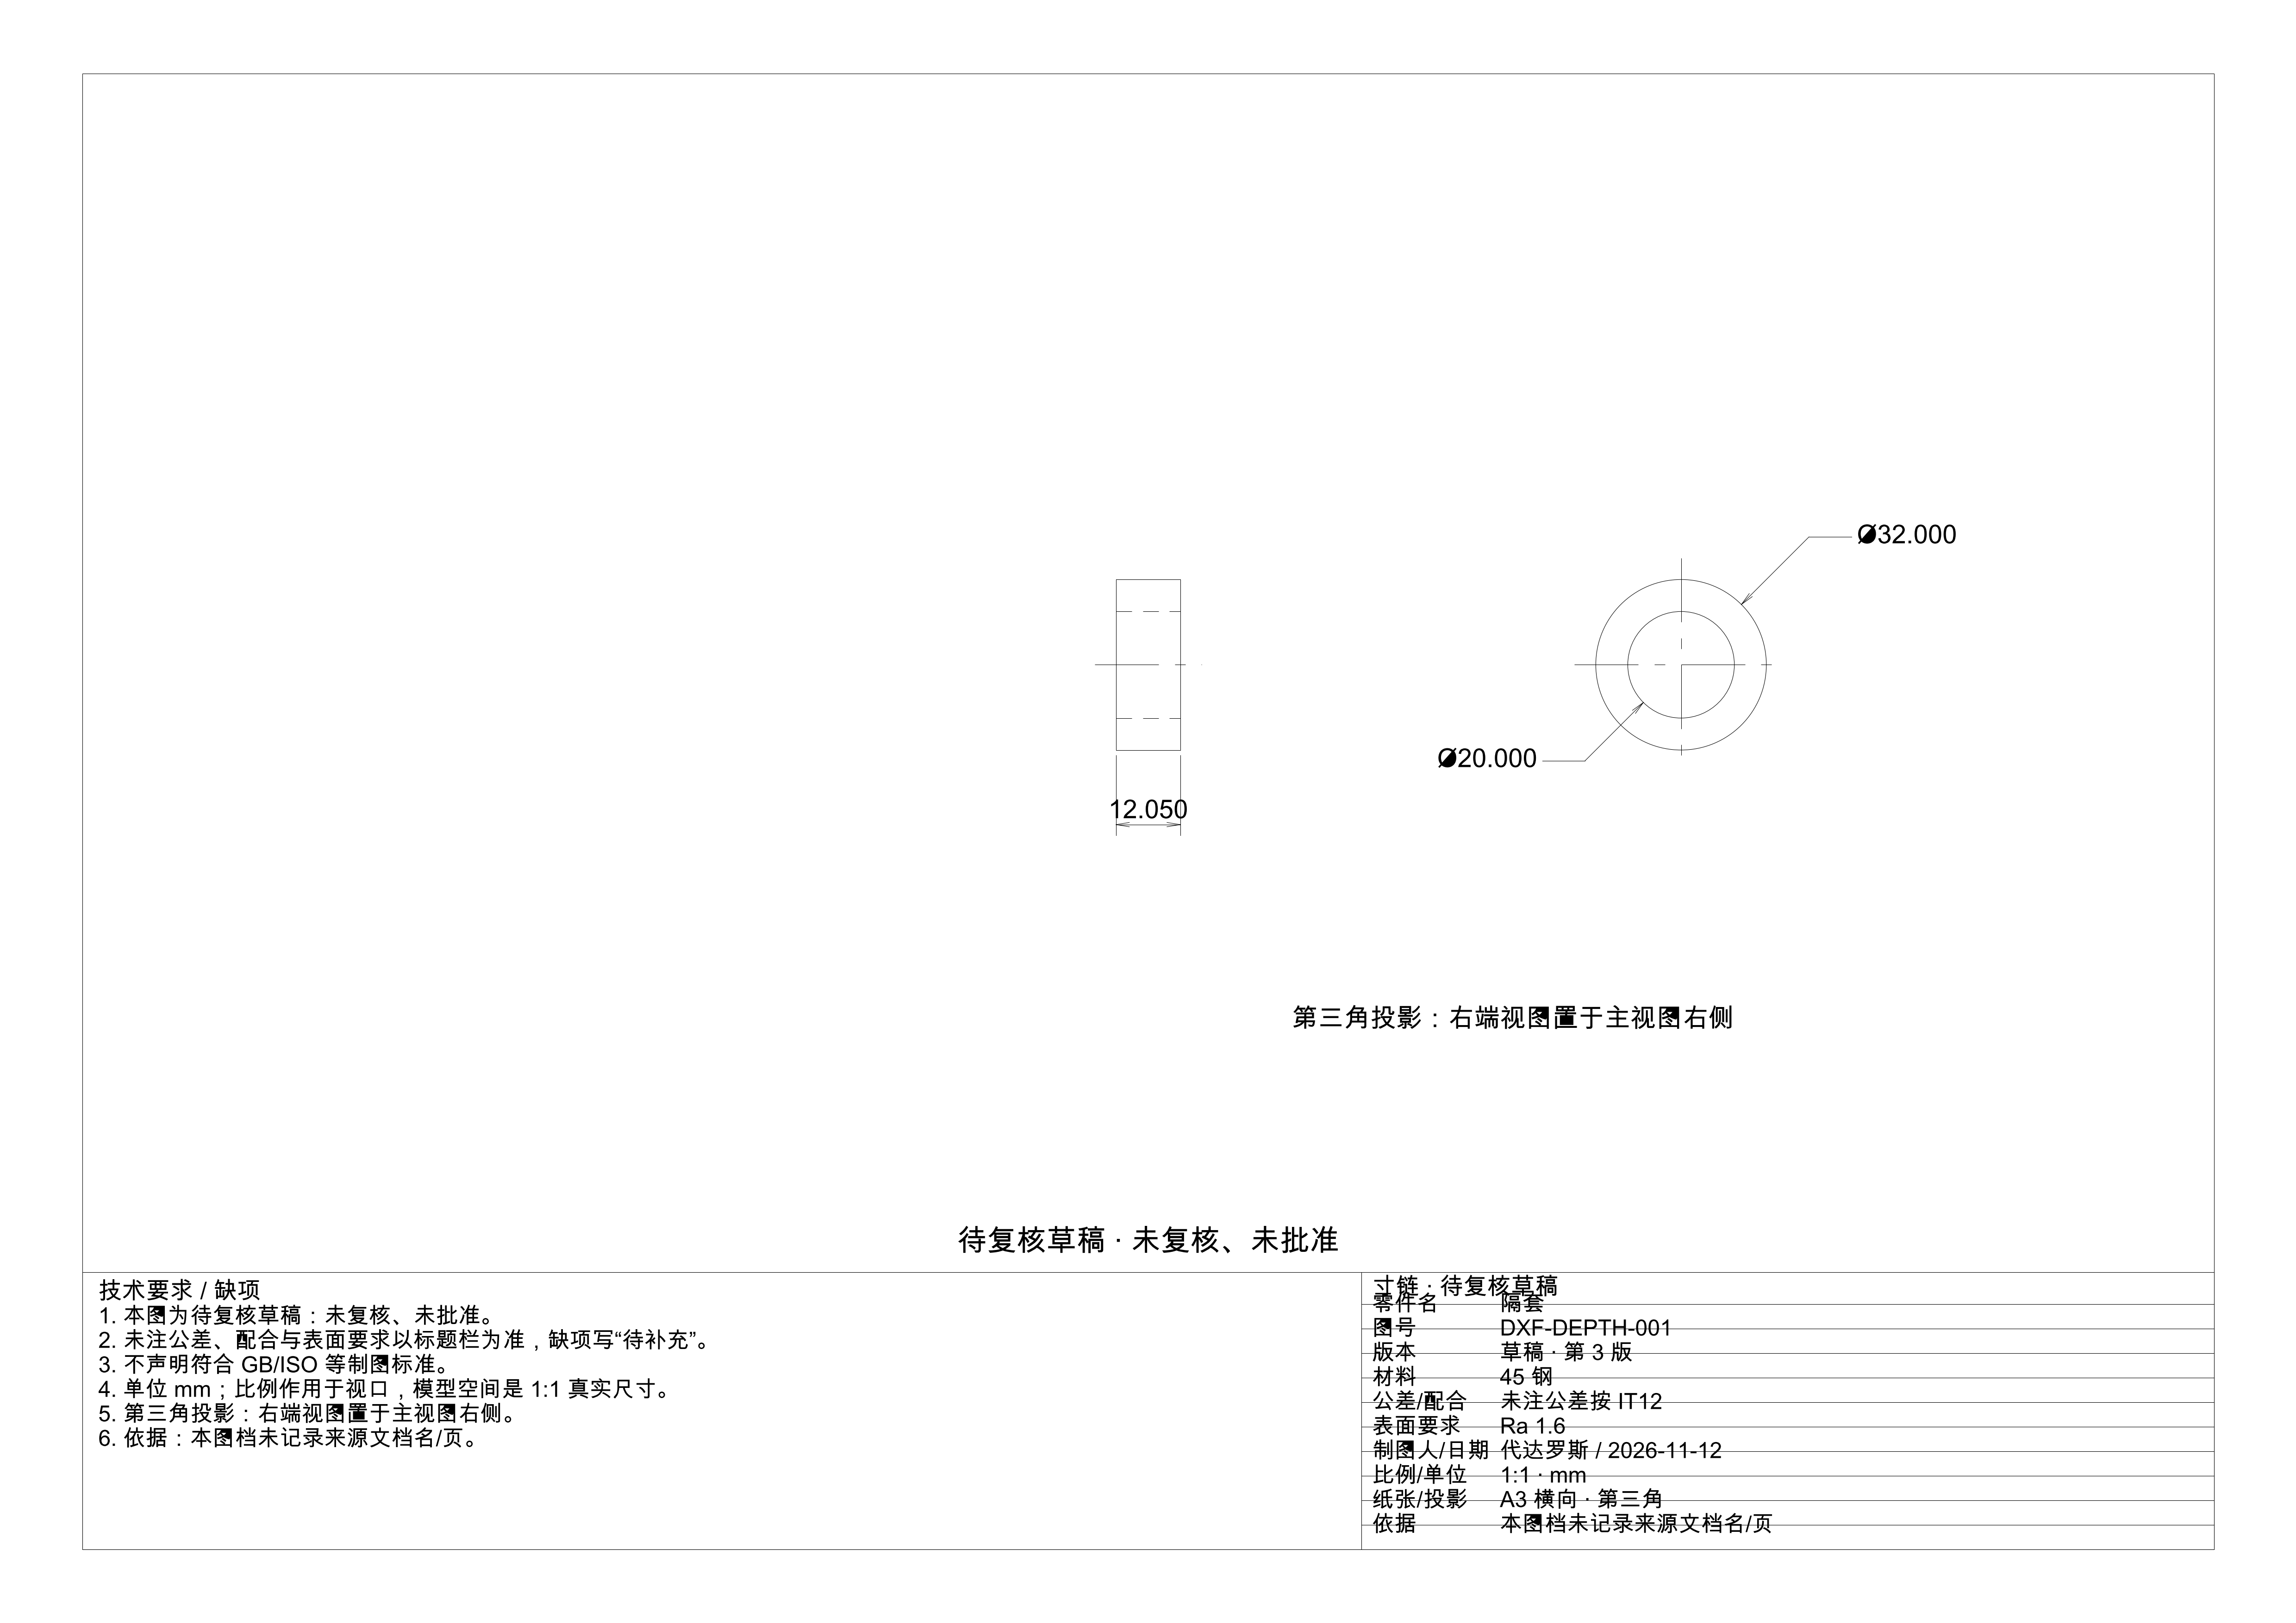 Ø32.000
Ø20.000
12.050
第三角投影：右端视图置于主视图右侧
待复核草稿 · 未复核、未批准
技术要求 / 缺项
1. 本图为待复核草稿：未复核、未批准。
2. 未注公差、配合与表面要求以标题栏为准，缺项写“待补充”。
3. 不声明符合 GB/ISO 等制图标准。
4. 单位 mm；比例作用于视口，模型空间是 1:1 真实尺寸。
5. 第三角投影：右端视图置于主视图右侧。
6. 依据：本图档未记录来源文档名/页。
寸链 · 待复核草稿
零件名 隔套
图号 DXF-DEPTH-001
版本 草稿 · 第 3 版
材料 45 钢
公差/配合 未注公差按 IT12
表面要求 Ra 1.6
制图人/日期 代达罗斯 / 2026-11-12
比例/单位 1:1 · mm
纸张/投影 A3 横向 · 第三角
依据 本图档未记录来源文档名/页